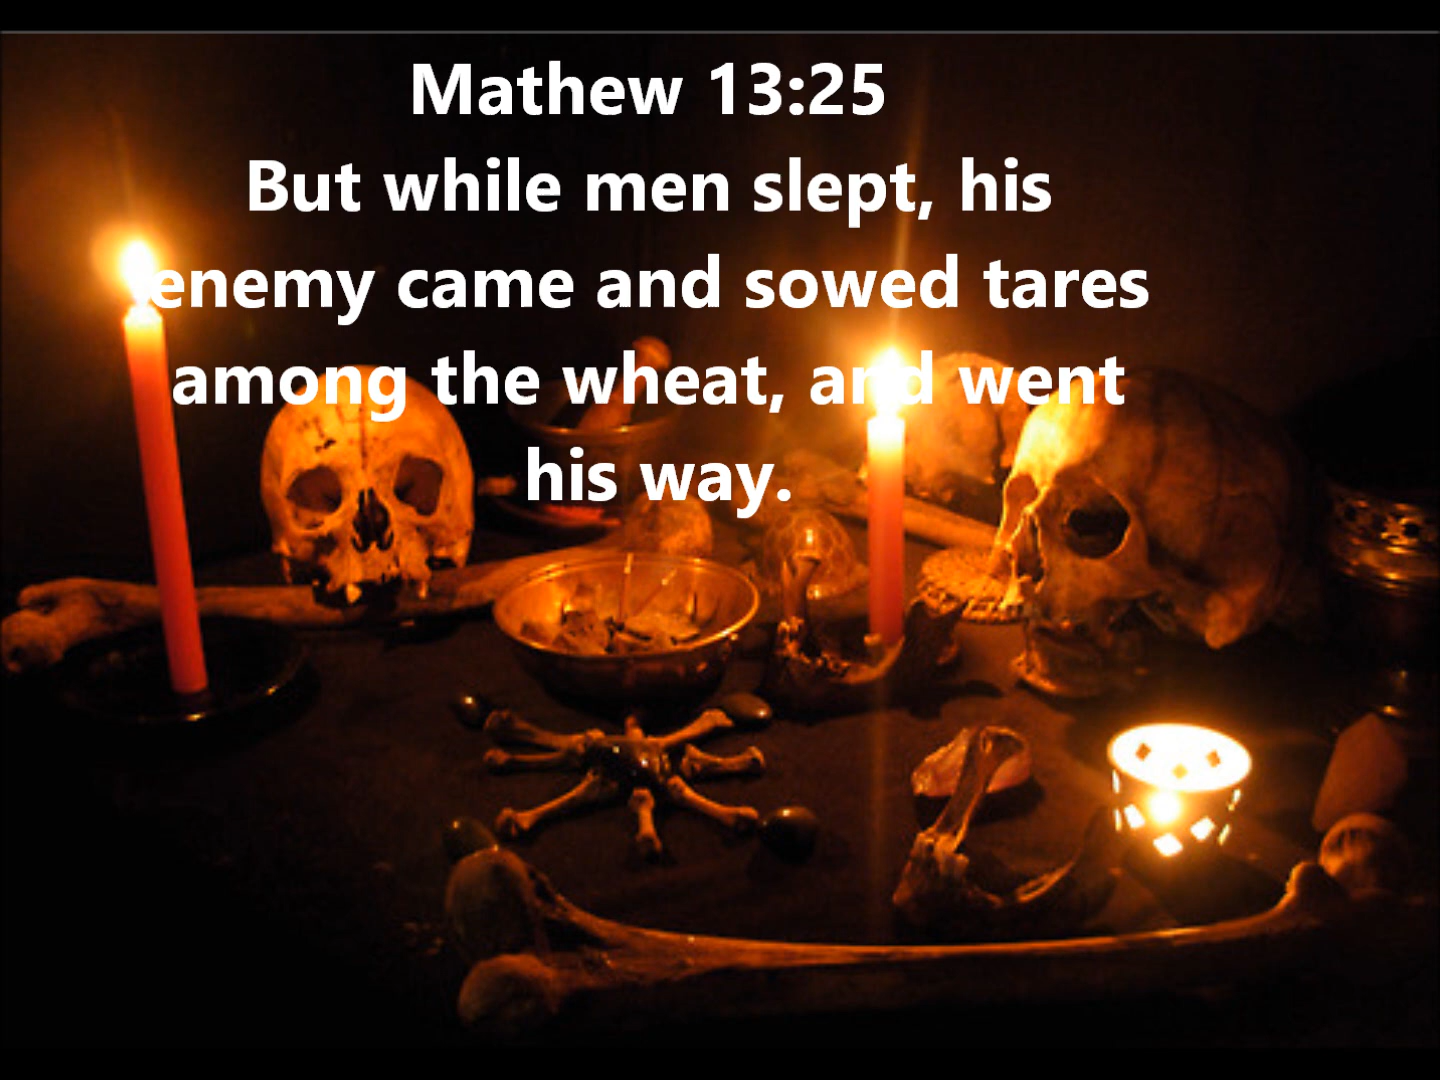 Mathew 13:25
But while men slept, his
enemy came and sowed tares
among the wheat, and went
his way.